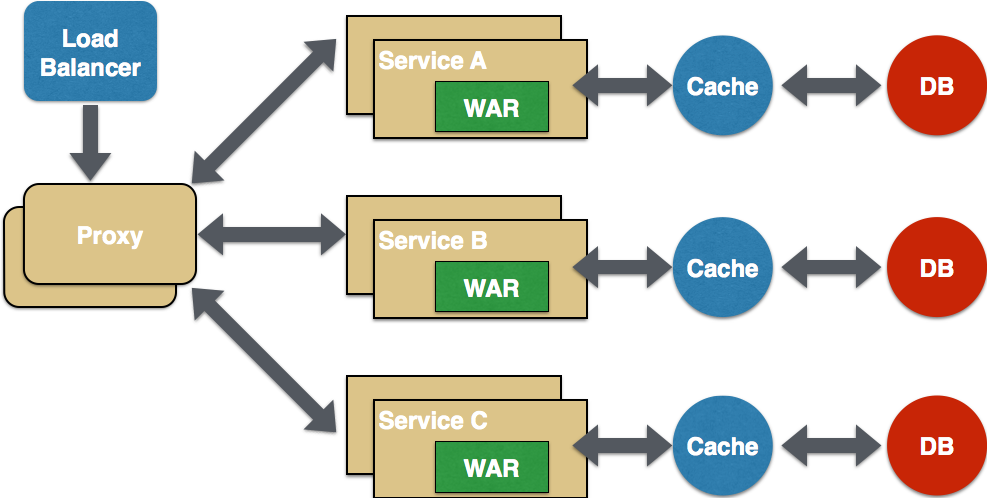 Load
Balancer
Proxy
Service A
WAR
Cache
DB
Service B
WAR
Cache
DB
Service C
WAR
Cache
DB